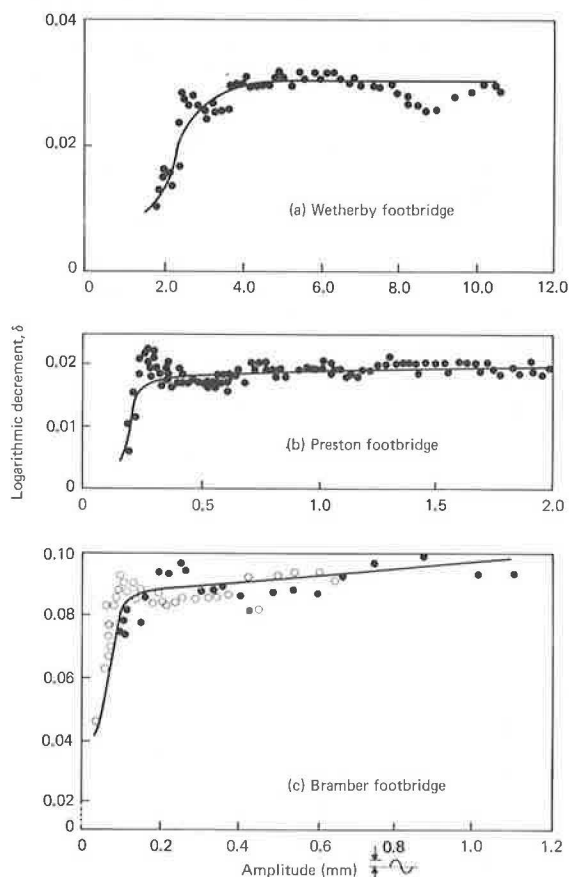 0.04
0.02
0
0 2.0 4.0 6.0 8.0 10.0 12.0
(a) Wetherby footbridge
Logarithmic decrement, δ
0.02
0.01
0
0 0.5 1.0 1.5 2.0
(b) Preston footbridge
0.10
0.08
0.06
0.04
0.02
0
0 0.2 0.4 0.6 0.8 1.0 1.2
(c) Bramber footbridge
Amplitude (mm)